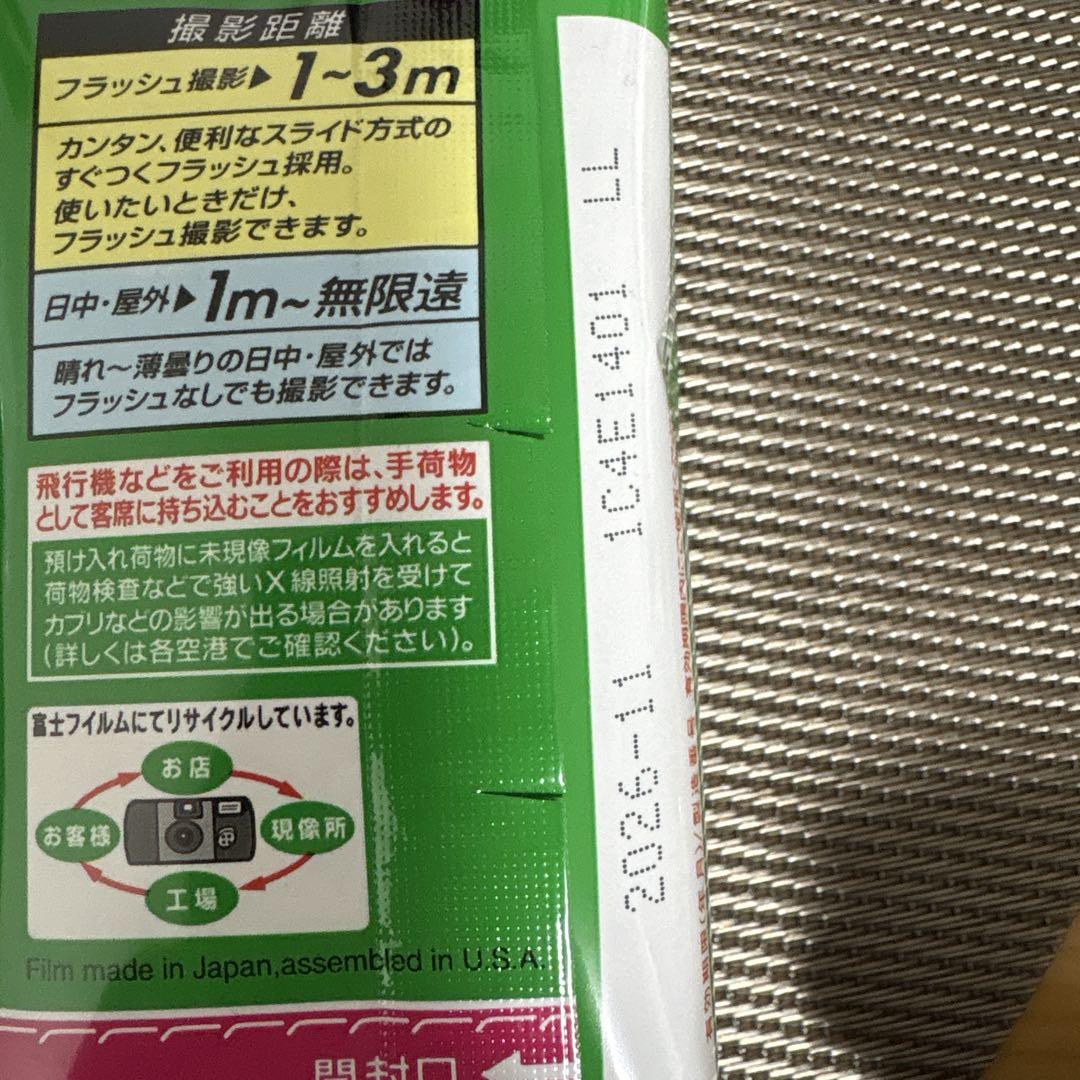 撮影距離
フラッシュ撮影▶1~3m
カンタン、便利なスライド方式の
すぐつくフラッシュ採用。
使いたいときだけ、
フラッシュ撮影できます。
日中・屋外▶1m~無限遠
晴れ~薄曇りの日中・屋外では
フラッシュなしでも撮影できます。
飛行機などをご利用の際は、手荷物
として客席に持ち込むことをおすすめします。
預け入れ荷物に未現像フィルムを入れると
荷物検査などで強いX線照射を受けて
カブリなどの影響が出る場合があります
(詳しくは各空港でご確認ください)。
富士フイルムにてリサイクルしています。
お店
お客様
現像所
工場
Film made in Japan,assembled in U.S.A.
開封口
2026-11 1C4E1401 LL